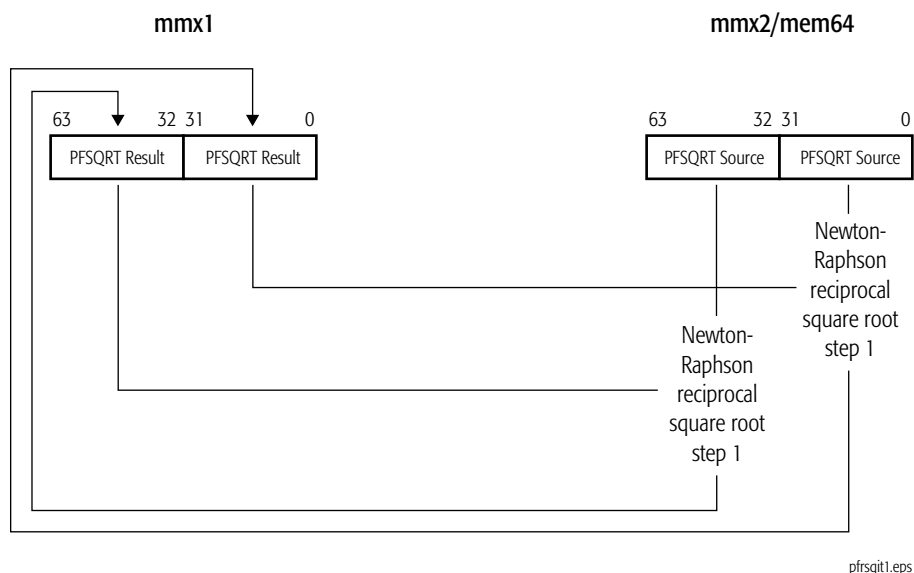 mmx1
mmx2/mem64
63 32 31 0
63 32 31 0
PFSQRT Result PFSQRT Result
PFSQRT Source PFSQRT Source
Newton-
Raphson
reciprocal
square root
step 1
Newton-
Raphson
reciprocal
square root
step 1
pfrsqit1.eps